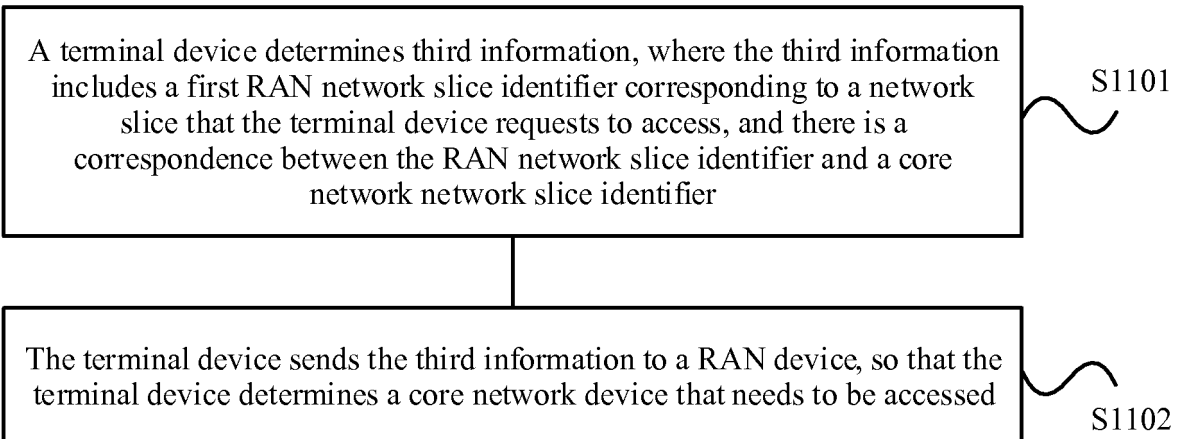 A terminal device determines third information, where the third information
includes a first RAN network slice identifier corresponding to a network
slice that the terminal device requests to access, and there is a
correspondence between the RAN network slice identifier and a core
network network slice identifier
S1101
The terminal device sends the third information to a RAN device, so that the
terminal device determines a core network device that needs to be accessed
S1102